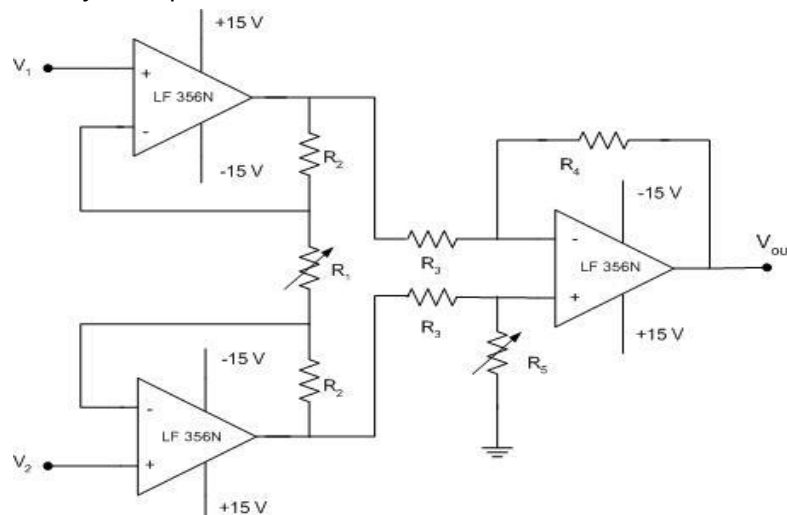 +15 V
V1
+
LF 356N
-
-15 V
R2
R4
-15 V
R3
-
LF 356N
Vou
R1
R3
+
+15 V
-15 V
R2
R5
-
LF 356N
V2
+
+15 V